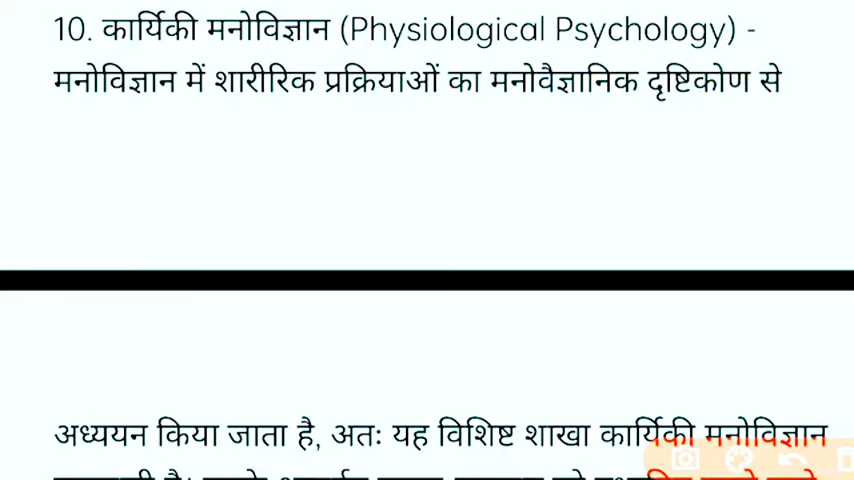 10. कार्यिकी मनोविज्ञान (Physiological Psychology) -
मनोविज्ञान में शारीरिक प्रक्रियाओं का मनोवैज्ञानिक दृष्टिकोण से
अध्ययन किया जाता है, अतः यह विशिष्ट शाखा कार्यिकी मनोविज्ञान